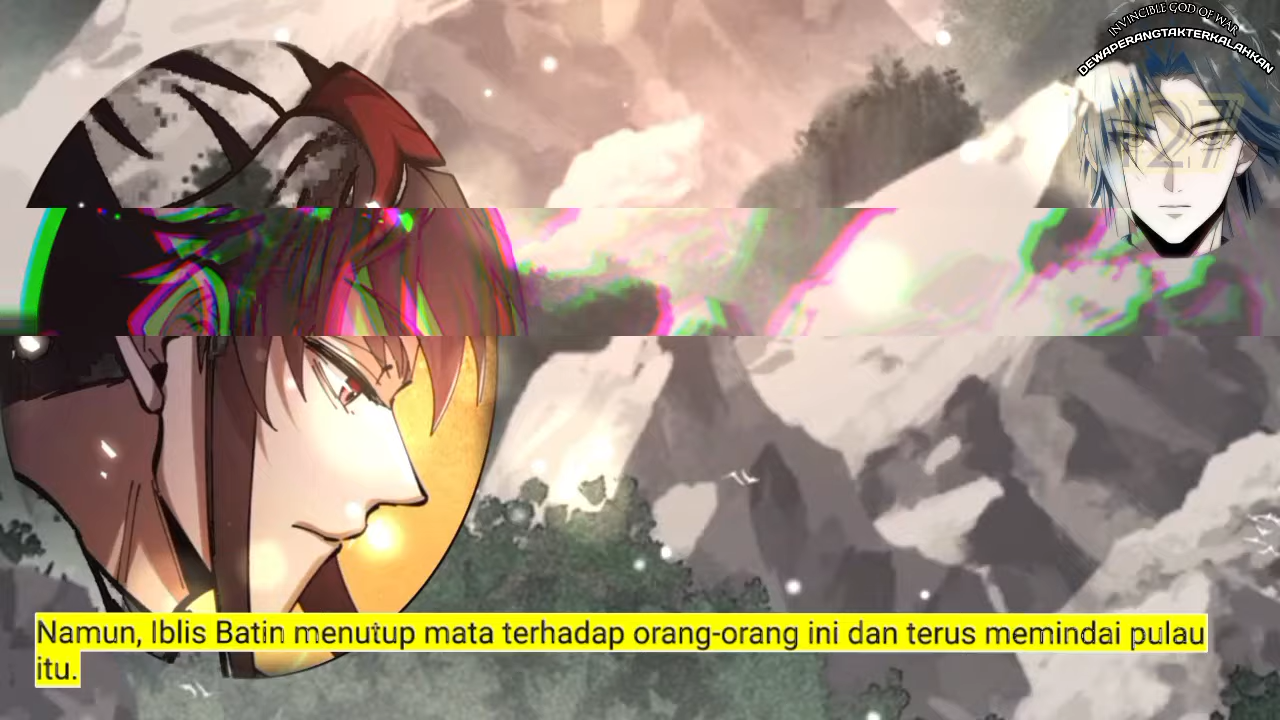 INVINCIBLE GOD OF WAR
DEWAPERANGTAKTERKALAHKAN
127
Namun, Iblis Batin menutup mata terhadap orang-orang ini dan terus memindai pulau
itu.